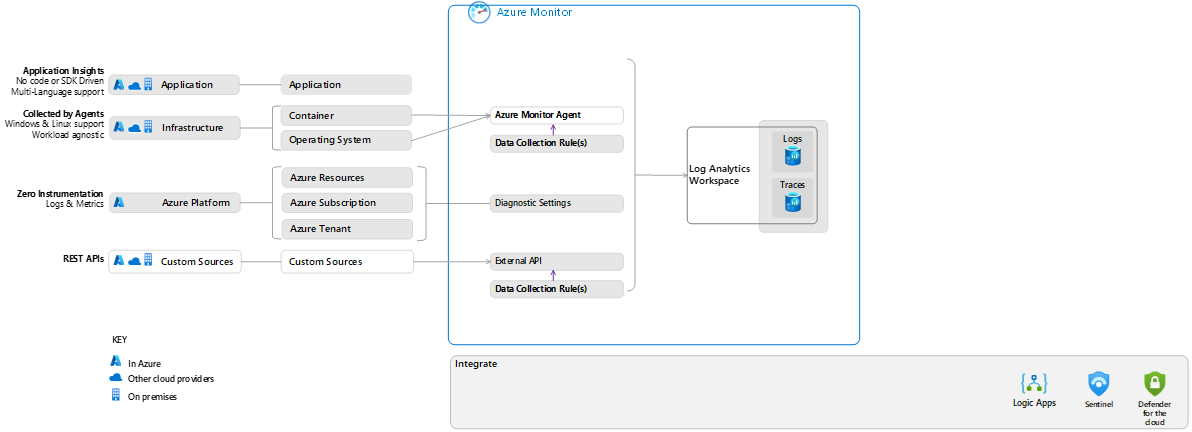 Azure Monitor
Application Insights
No code or SDK Driven
Multi-Language support
Application
Application
Collected by Agents
Windows & Linux support
Workload agnostic
Infrastructure
Container
Operating System
Azure Monitor Agent
Data Collection Rule(s)
Zero Instrumentation
Logs & Metrics
Azure Platform
Azure Resources
Azure Subscription
Azure Tenant
Diagnostic Settings
REST APIs
Custom Sources
Custom Sources
External API
Data Collection Rule(s)
Log Analytics
Workspace
Logs
Traces
KEY
In Azure
Other cloud providers
On premises
Integrate
Logic Apps
Sentinel
Defender
for the
cloud